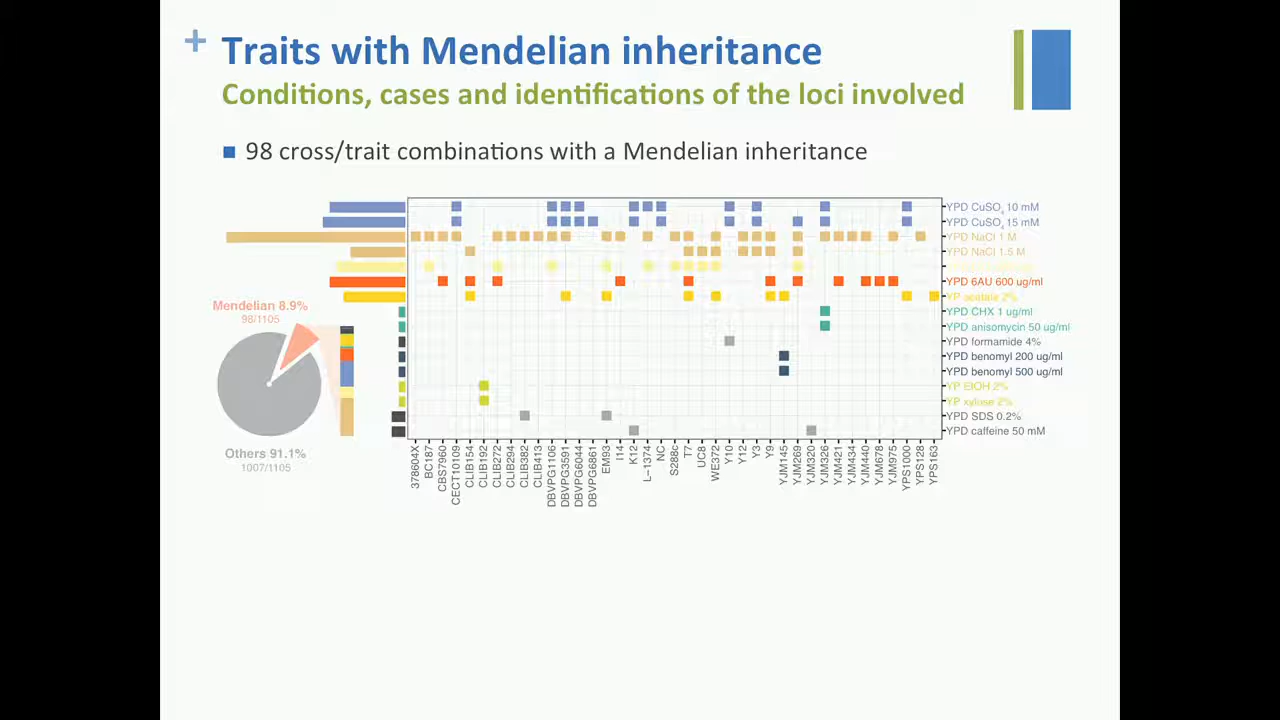 + Traits with Mendelian inheritance
Conditions, cases and identifications of the loci involved
98 cross/trait combinations with a Mendelian inheritance
YPD CuSO4 10 mM
YPD CuSO4 15 mM
YPD NaCl 1 M
YPD NaCl 1.5 M
YPD 6AU 600 ug/ml
YP acetate 2%
YPD CHX 1 ug/ml
YPD anisomycin 50 ug/ml
YPD formamide 4%
YPD benomyl 200 ug/ml
YPD benomyl 500 ug/ml
YP EtOH 2%
YP xylose 2%
YPD SDS 0.2%
YPD caffeine 50 mM
Mendelian 8.9%
98/1105
Others 91.1%
1007/1105
378604X
BC187
CBS7960
CECT10109
CLIB154
CLIB192
CLIB272
CLIB294
CLIB382
CLIB413
DBVPG1106
DBVPG3591
DBVPG6044
DBVPG6861
EM93
I14
K12
L-1374
NC
S288c
T7
UC8
WE372
Y10
Y12
Y3
Y9
YJM145
YJM269
YJM320
YJM326
YJM421
YJM434
YJM440
YJM678
YJM975
YPS1000
YPS128
YPS163